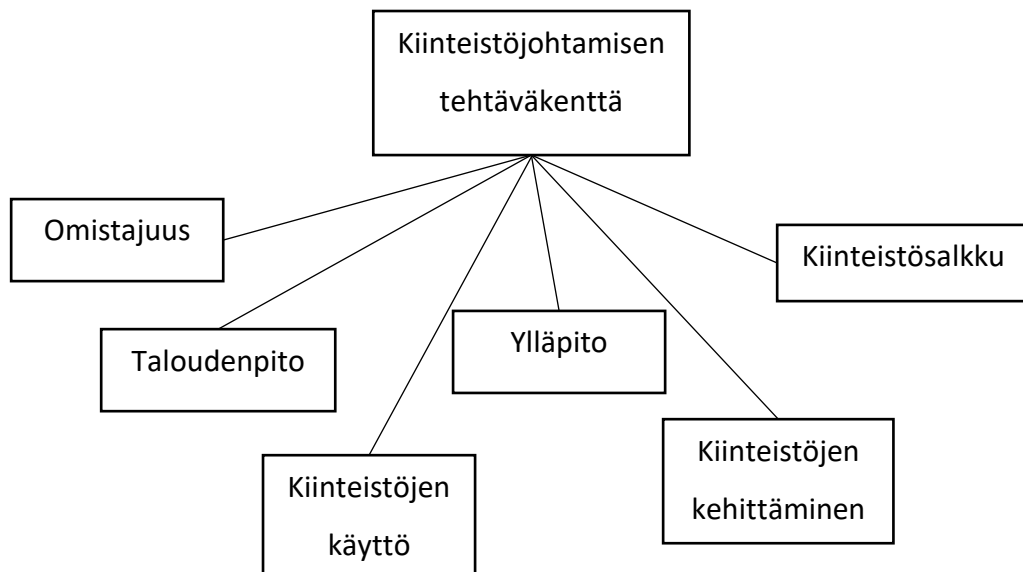 Kiinteistöjohtamisen
tehtäväkenttä
Omistajuus
Kiinteistösalkku
Taloudenpito
Ylläpito
Kiinteistöjen
käyttö
Kiinteistöjen
kehittäminen